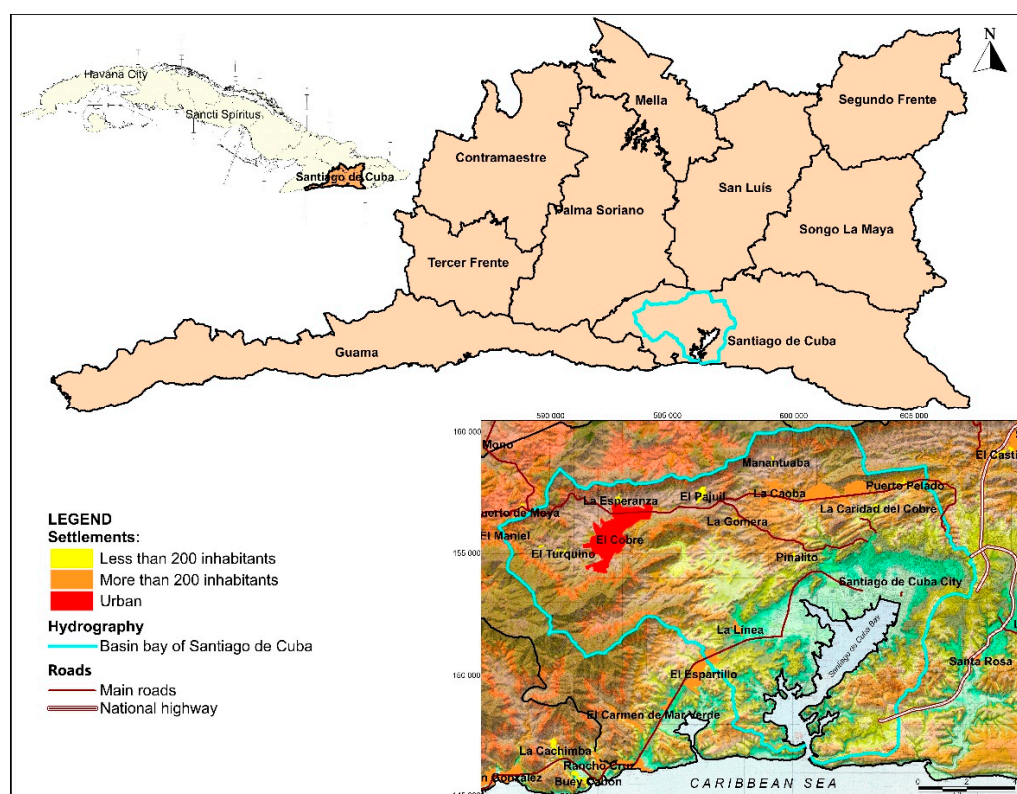 N
Havana City
Sancti Spiritus
Santiago de Cuba
Mella
Segundo Frente
Contramaestre
San Luís
Palma Soriano
Songo La Maya
Tercer Frente
Santiago de Cuba
Guama
590 000
595 000
600 000
605 000
160 000
Mono
Manantuaba
El Casti
La Esperanza
El Pajuil
La Caoba
Puerto Pelado
uerto de Moya
La Caridad del Cobre
La Gomera
El Maniel
El Cobre
155 000
El Turquino
Pinalito
Santiago de Cuba City
La Linea
Santiago de Cuba Bay
Santa Rosa
150 000
El Espartillo
El Carmen de Mar Verde
La Cachimba
Rancho Cruz
n González
Buey Cabón
CARIBBEAN SEA
0
2
145 000
LEGEND
Settlements:
Less than 200 inhabitants
More than 200 inhabitants
Urban
Hydrography
Basin bay of Santiago de Cuba
Roads
Main roads
National highway